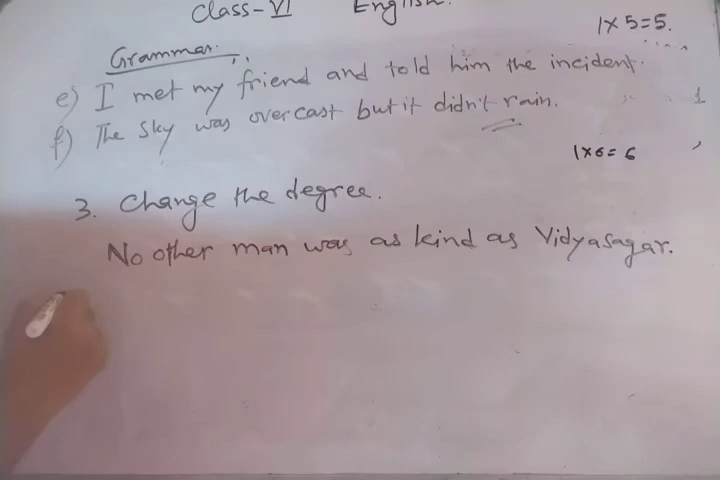 Class-VI English.
1×5=5.
Grammar.
e) I met my friend and told him the incident.
f) The sky was overcast but it didn't rain.
1
1×6=6
3. Change the degree.
No other man was as kind as Vidyasagar.